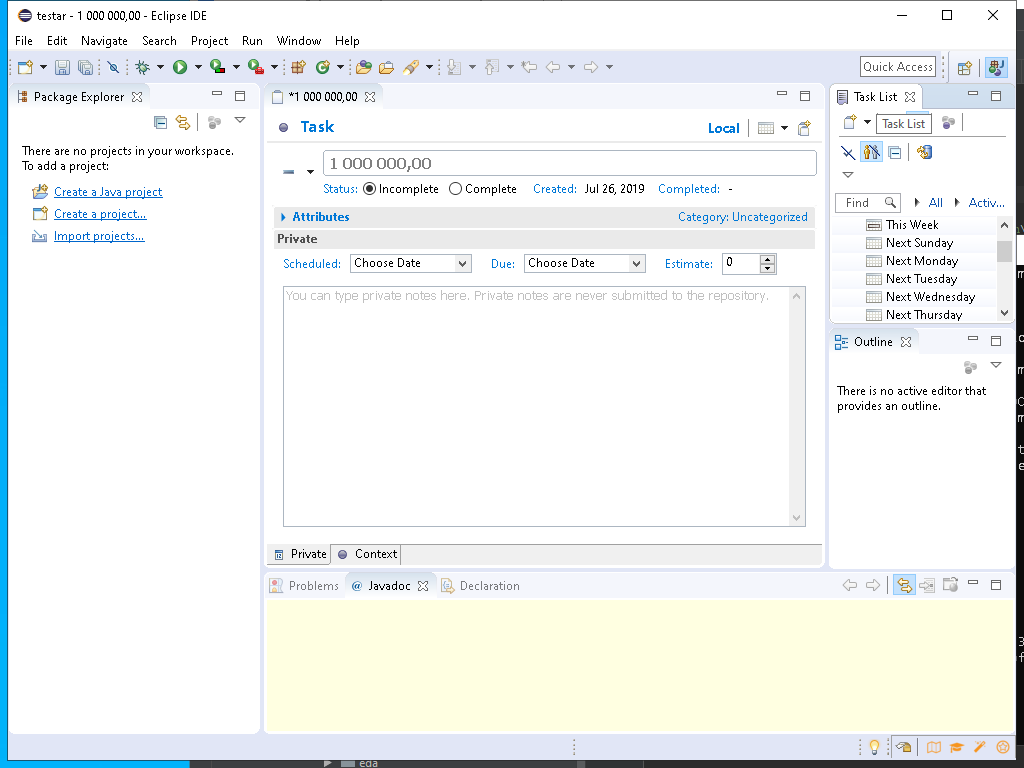 testar - 1 000 000,00 - Eclipse IDE
File Edit Navigate Search Project Run Window Help
Quick Access
Package Explorer
There are no projects in your workspace.
To add a project:
Create a Java project
Create a project...
Import projects...
*1 000 000,00
Task
Local
1 000 000,00
Status: Incomplete Complete Created: Jul 26, 2019 Completed: -
Attributes Category: Uncategorized
Private
Scheduled: Choose Date Due: Choose Date Estimate: 0
You can type private notes here. Private notes are never submitted to the repository.
Private Context
Task List
Task List
Find All Activ...
This Week
Next Sunday
Next Monday
Next Tuesday
Next Wednesday
Next Thursday
Outline
There is no active editor that
provides an outline.
Problems @ Javadoc Declaration
eda